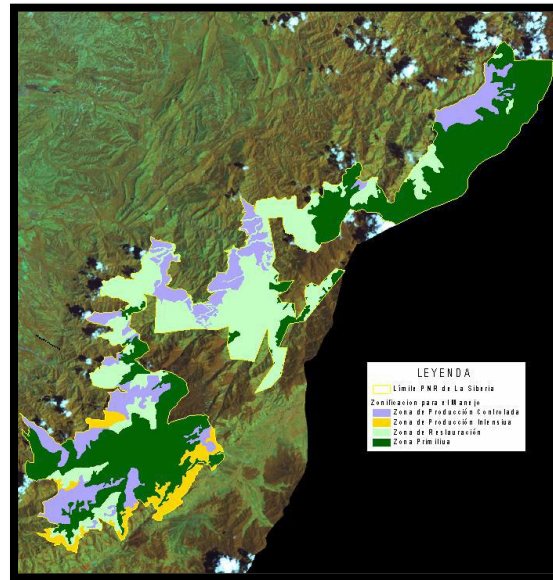 LEYENDA
Límite PNR de La Siberia
Zonificacion para el Manejo
Zona de Producción Controlada
Zona de Producción Intensiva
Zona de Restauración
Zona Primitiva